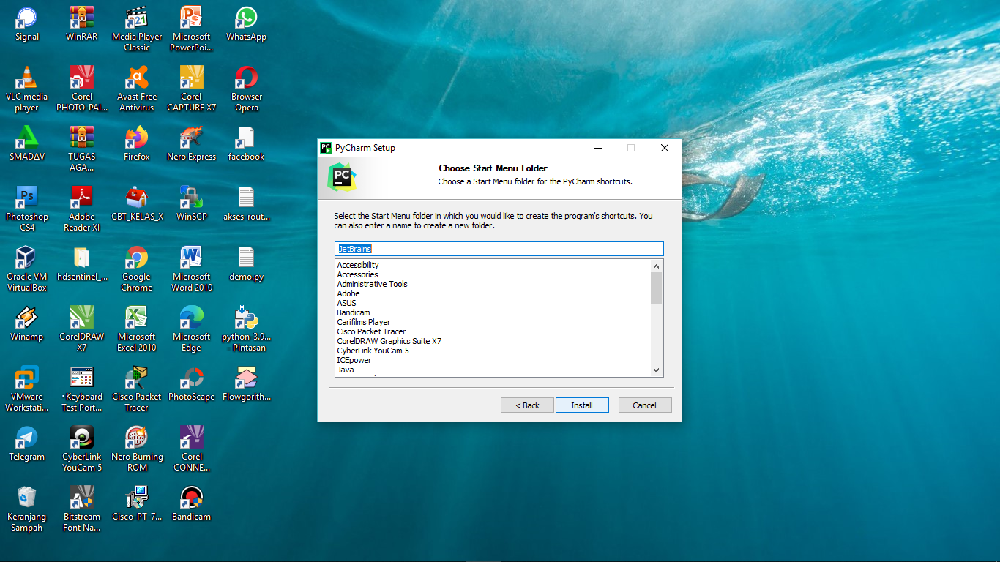 Signal
WinRAR
Media Player
Classic
Microsoft
PowerPoi...
WhatsApp
VLC media
player
Corel
PHOTO-PAI...
Avast Free
Antivirus
Corel
CAPTURE X7
Browser
Opera
SMADΔV
TUGAS
AGA...
Firefox
Nero Express
facebook
Photoshop
CS4
Adobe
Reader XI
CBT_KELAS_X
WinSCP
akses-rout...
Oracle VM
VirtualBox
hdsentinel_...
Google
Chrome
Microsoft
Word 2010
demo.py
Winamp
CorelDRAW
X7
Microsoft
Excel 2010
Microsoft
Edge
python-3.9...
- Pintasan
VMware
Workstati...
·Keyboard
Test Port...
Cisco Packet
Tracer
PhotoScape
Flowgorith...
Telegram
CyberLink
YouCam 5
Nero Burning
ROM
Corel
CONNE...
Keranjang
Sampah
Bitstream
Font Na...
Cisco-PT-7...
Bandicam
PyCharm Setup
PC
Choose Start Menu Folder
Choose a Start Menu folder for the PyCharm shortcuts.
Select the Start Menu folder in which you would like to create the program's shortcuts. You
can also enter a name to create a new folder.
JetBrains
Accessibility
Accessories
Administrative Tools
Adobe
ASUS
Bandicam
Carifilms Player
Cisco Packet Tracer
CorelDRAW Graphics Suite X7
CyberLink YouCam 5
ICEpower
Java
< Back
Install
Cancel